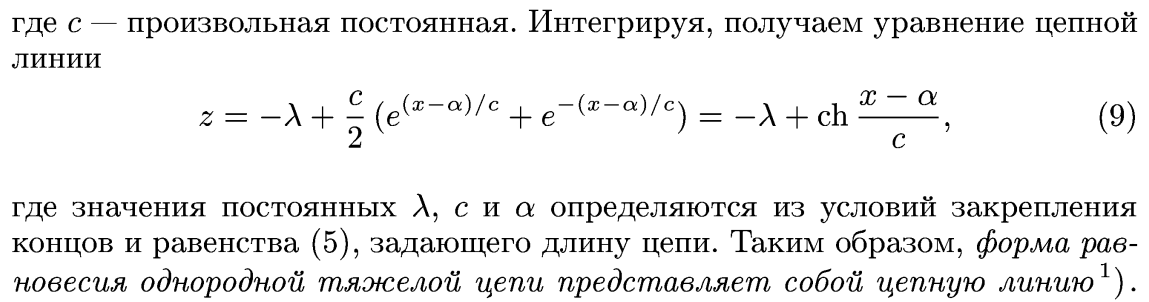 где c — произвольная постоянная. Интегрируя, получаем уравнение цепной
линии
z = −λ + c/2 (e^{(x−α)/c} + e^{−(x−α)/c}) = −λ + ch (x − α)/c, (9)
где значения постоянных λ, c и α определяются из условий закрепления
концов и равенства (5), задающего длину цепи. Таким образом, форма рав-
новесия однородной тяжелой цепи представляет собой цепную линию¹).